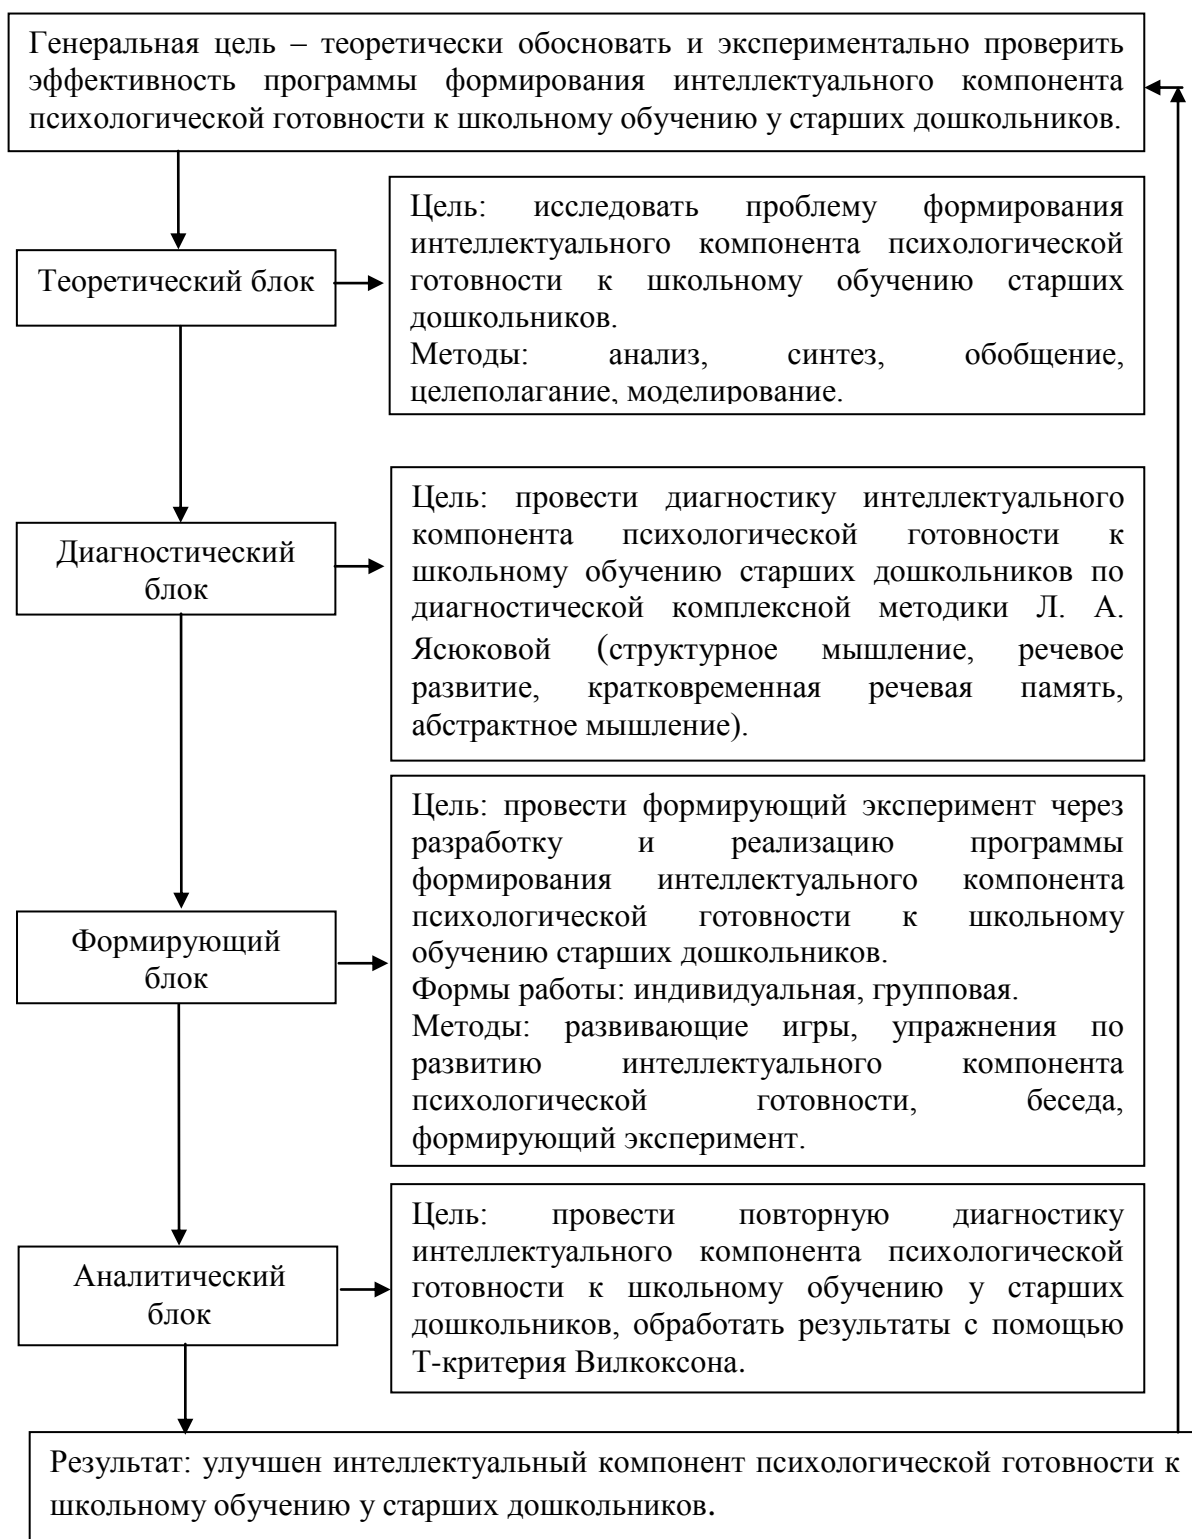 Генеральная цель – теоретически обосновать и экспериментально проверить
эффективность программы формирования интеллектуального компонента
психологической готовности к школьному обучению у старших дошкольников.
Теоретический блок
Цель: исследовать проблему формирования
интеллектуального компонента психологической
готовности к школьному обучению старших
дошкольников.
Методы: анализ, синтез, обобщение,
целеполагание, моделирование.
Диагностический
блок
Цель: провести диагностику интеллектуального
компонента психологической готовности к
школьному обучению старших дошкольников по
диагностической комплексной методики Л. А.
Ясюковой (структурное мышление, речевое
развитие, кратковременная речевая память,
абстрактное мышление).
Формирующий
блок
Цель: провести формирующий эксперимент через
разработку и реализацию программы
формирования интеллектуального компонента
психологической готовности к школьному
обучению старших дошкольников.
Формы работы: индивидуальная, групповая.
Методы: развивающие игры, упражнения по
развитию интеллектуального компонента
психологической готовности, беседа,
формирующий эксперимент.
Аналитический
блок
Цель: провести повторную диагностику
интеллектуального компонента психологической
готовности к школьному обучению у старших
дошкольников, обработать результаты с помощью
Т-критерия Вилкоксона.
Результат: улучшен интеллектуальный компонент психологической готовности к
школьному обучению у старших дошкольников.